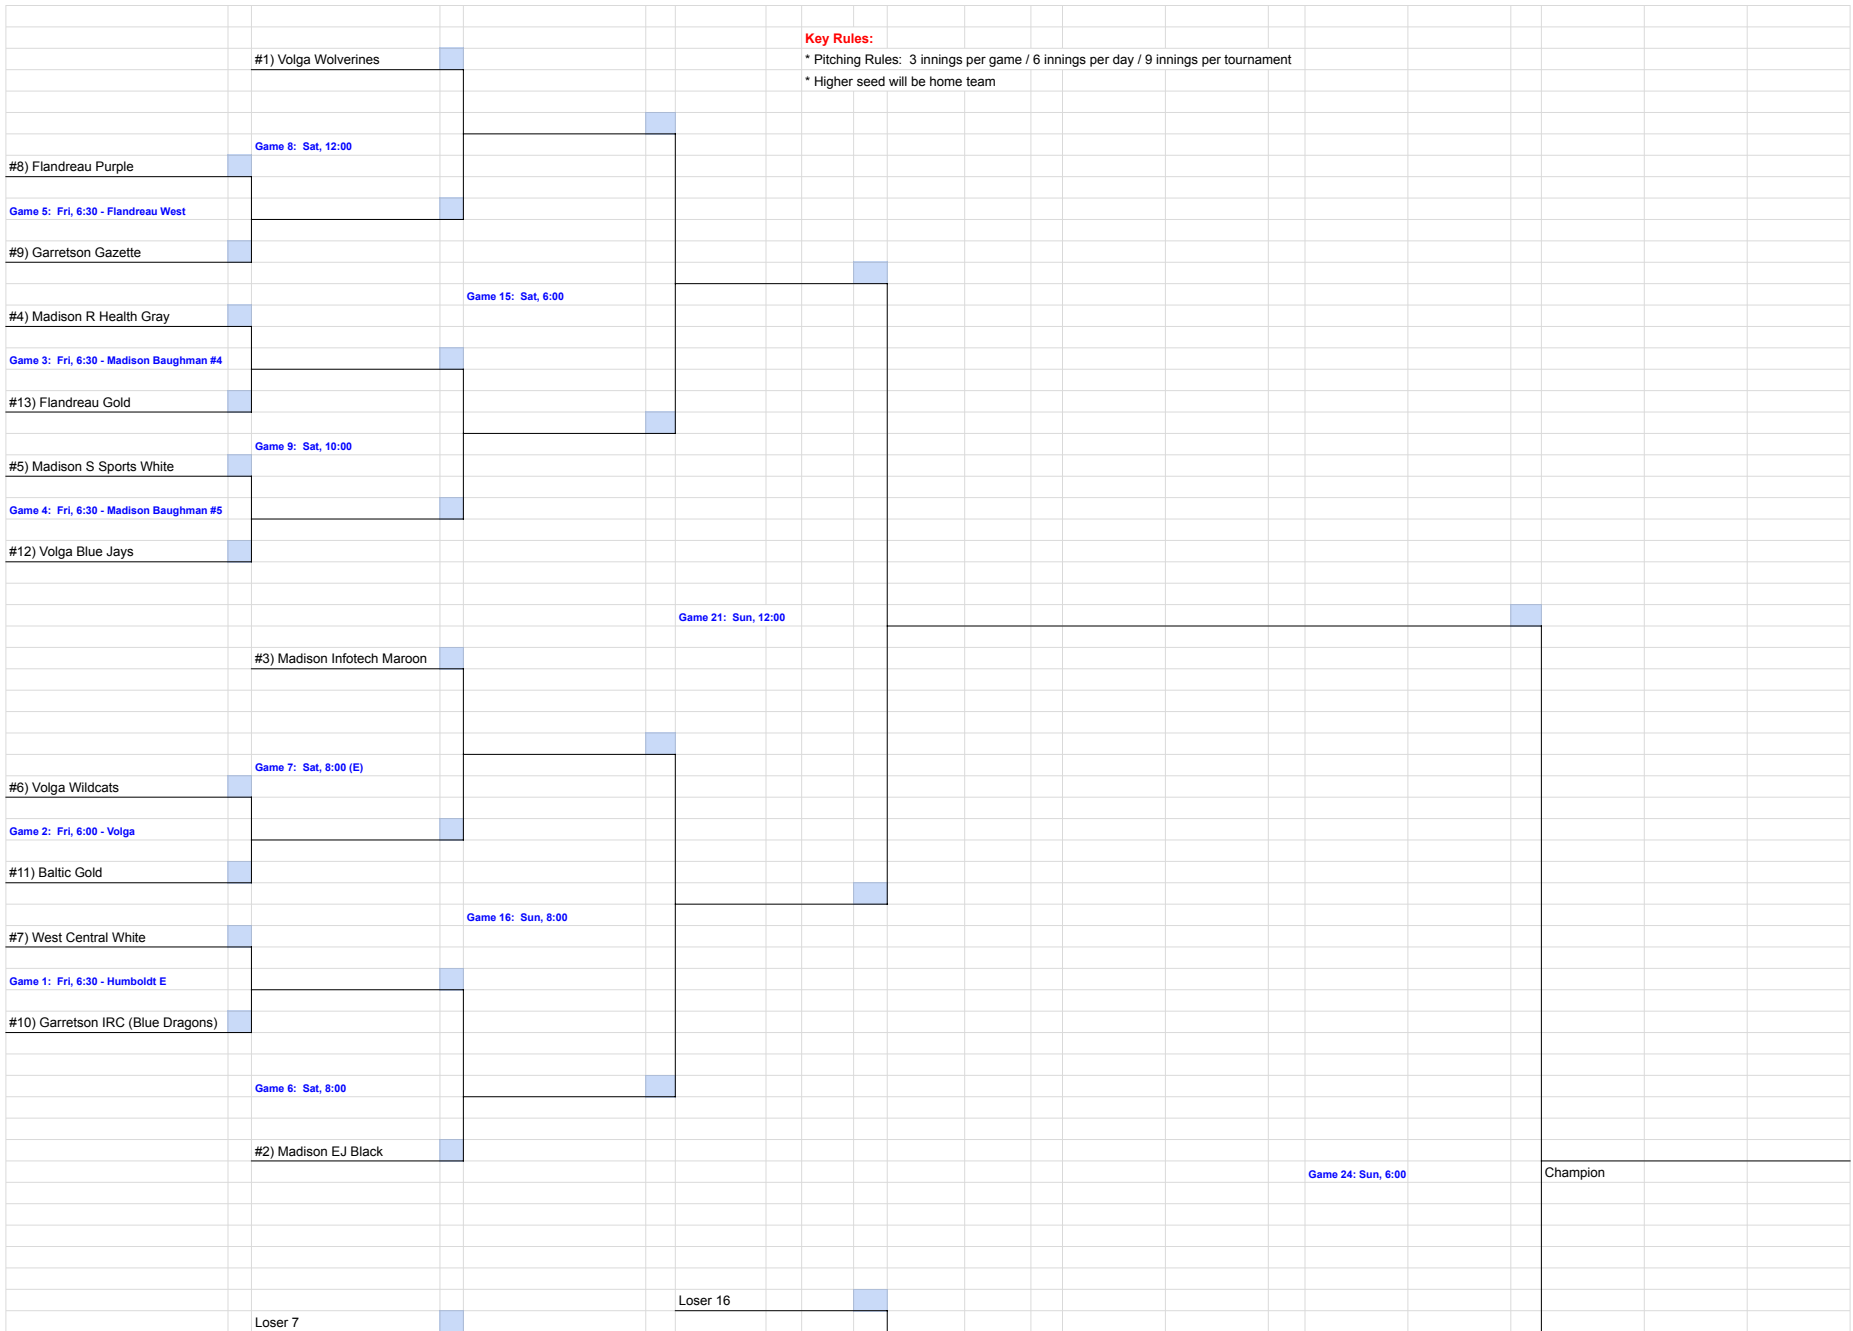 Key Rules:
#1) Volga Wolverines
* Pitching Rules:  3 innings per game / 6 innings per day / 9 innings per tournament
* Higher seed will be home team
Game 8:  Sat, 12:00
#8) Flandreau Purple
Game 5:  Fri, 6:30 - Flandreau West
#9) Garretson Gazette
Game 15:  Sat, 6:00
#4) Madison R Health Gray
Game 3:  Fri, 6:30 - Madison Baughman #4
#13) Flandreau Gold
Game 9:  Sat, 10:00
#5) Madison S Sports White
Game 4:  Fri, 6:30 - Madison Baughman #5
#12) Volga Blue Jays
Game 21:  Sun, 12:00
#3) Madison Infotech Maroon
Game 7:  Sat, 8:00 (E)
#6) Volga Wildcats
Game 2:  Fri, 6:00 - Volga
#11) Baltic Gold
Game 16:  Sun, 8:00
#7) West Central White
Game 1:  Fri, 6:30 - Humboldt E
#10) Garretson IRC (Blue Dragons)
Game 6:  Sat, 8:00
#2) Madison EJ Black
Game 24: Sun, 6:00
Champion
Loser 16
Loser 7